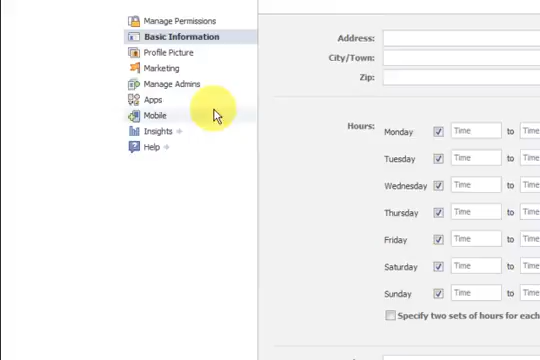 Manage Permissions
Basic Information
Profile Picture
Marketing
Manage Admins
Apps
Mobile
Insights
Help
Address:
City/Town:
Zip:
Hours:
Monday Time to Time
Tuesday Time to Time
Wednesday Time to Time
Thursday Time to Time
Friday Time to Time
Saturday Time to Time
Sunday Time to Time
Specify two sets of hours for each